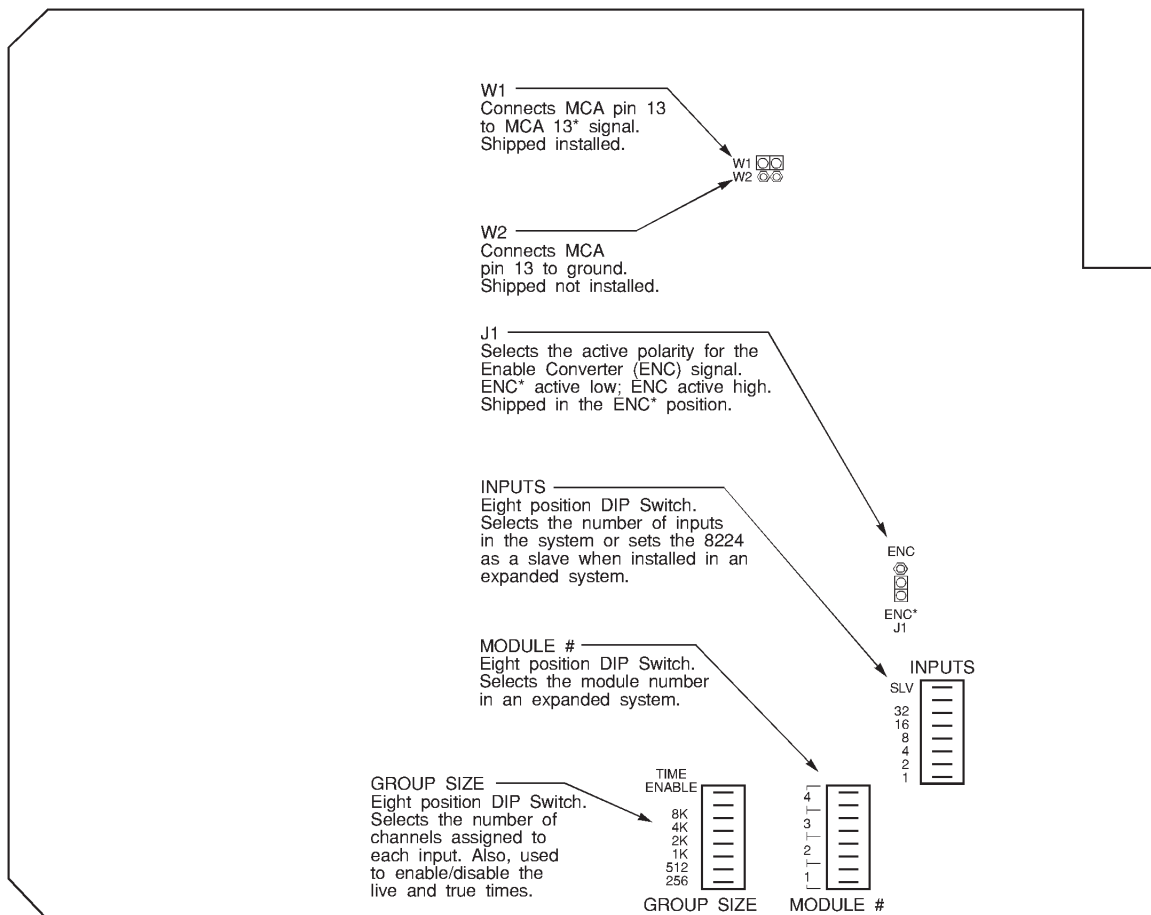 W1
Connects MCA pin 13
to MCA 13* signal.
Shipped installed.
W1
W2
W2
Connects MCA
pin 13 to ground.
Shipped not installed.
J1
Selects the active polarity for the
Enable Converter (ENC) signal.
ENC* active low; ENC active high.
Shipped in the ENC* position.
INPUTS
Eight position DIP Switch.
Selects the number of inputs
in the system or sets the 8224
as a slave when installed in an
expanded system.
ENC
ENC*
J1
MODULE #
Eight position DIP Switch.
Selects the module number
in an expanded system.
INPUTS
SLV
32
16
8
4
2
1
GROUP SIZE
Eight position DIP Switch.
Selects the number of
channels assigned to
each input. Also, used
to enable/disable the
live and true times.
TIME
ENABLE
8K
4K
2K
1K
512
256
GROUP SIZE
4
3
2
1
MODULE #